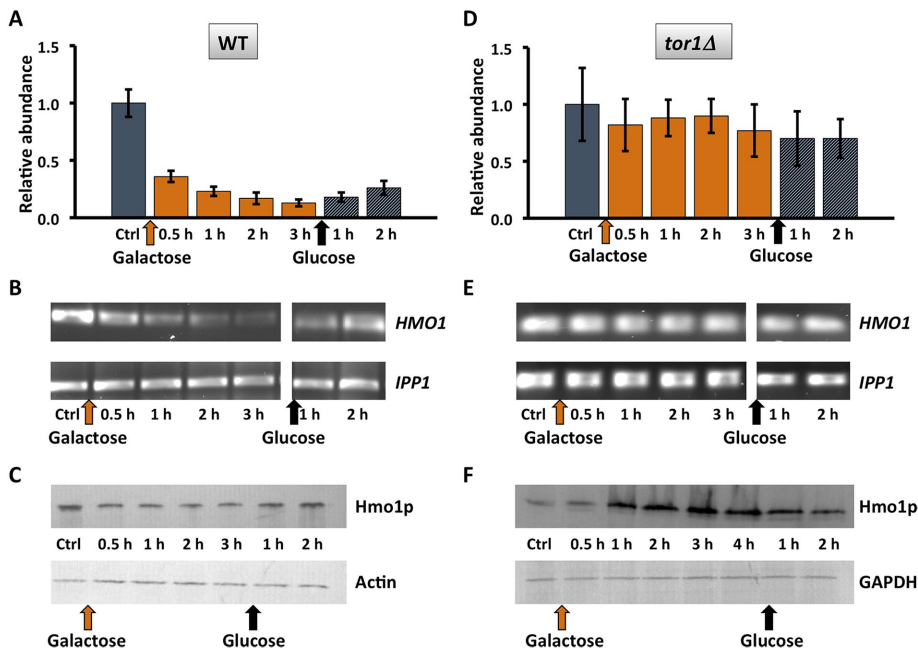 A
WT
Relative abundance
1.5
1.0
0.5
0.0
Ctrl 0.5 h 1 h 2 h 3 h 1 h 2 h
Galactose Glucose
B
HMO1
IPP1
Ctrl 0.5 h 1 h 2 h 3 h 1 h 2 h
Galactose Glucose
C
Hmo1p
Ctrl 0.5 h 1 h 2 h 3 h 1 h 2 h
Actin
Galactose Glucose
D
tor1Δ
Relative abundance
1.5
1.0
0.5
0.0
Ctrl 0.5 h 1 h 2 h 3 h 1 h 2 h
Galactose Glucose
E
HMO1
IPP1
Ctrl 0.5 h 1 h 2 h 3 h 1 h 2 h
Galactose Glucose
F
Hmo1p
Ctrl 0.5 h 1 h 2 h 3 h 4 h 1 h 2 h
GAPDH
Galactose Glucose